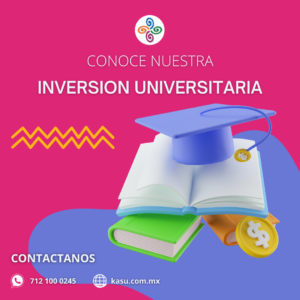 CONOCE NUESTRA
INVERSION UNIVERSITARIA
$
$
CONTACTANOS
712 100 0245 kasu.com.mx